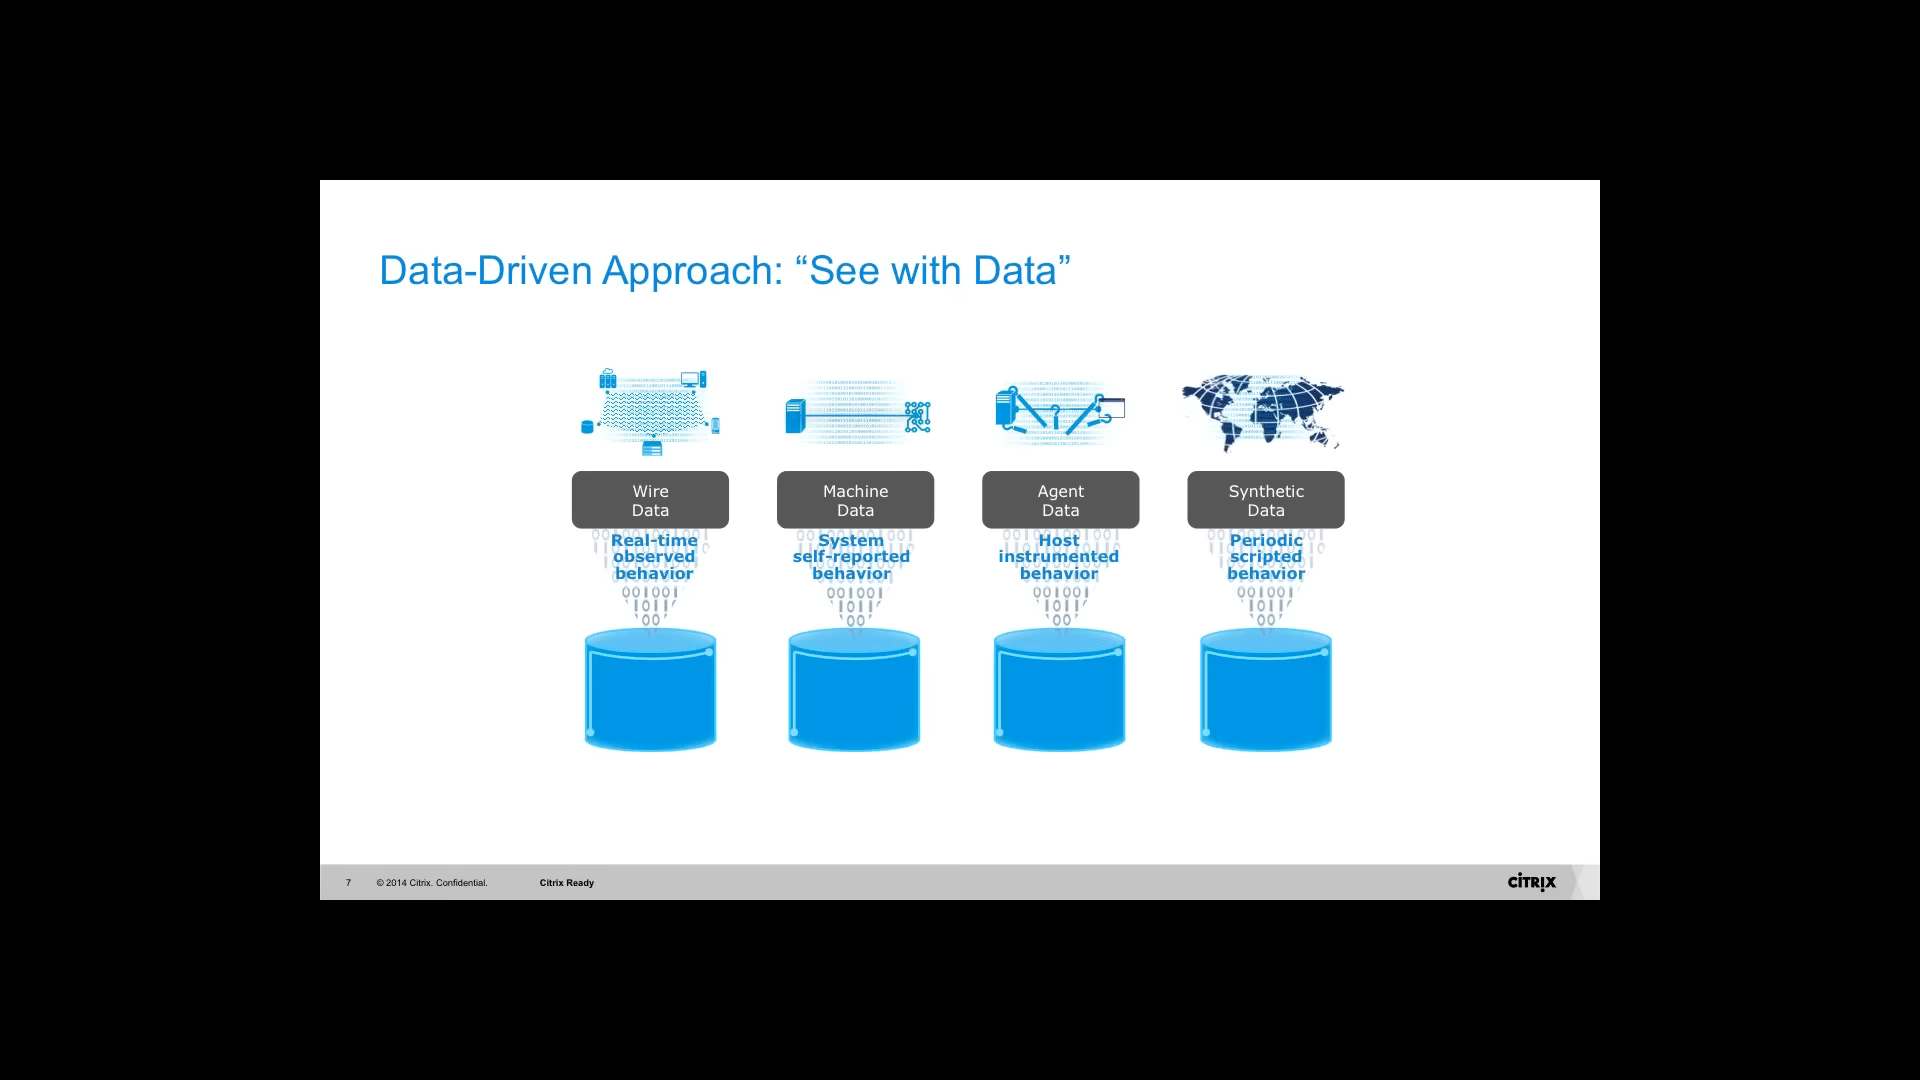 Data-Driven Approach: “See with Data”
Wire
Data
Real-time
observed
behavior
Machine
Data
System
self-reported
behavior
Agent
Data
Host
instrumented
behavior
Synthetic
Data
Periodic
scripted
behavior
7
© 2014 Citrix. Confidential.
Citrix Ready
CITRIX